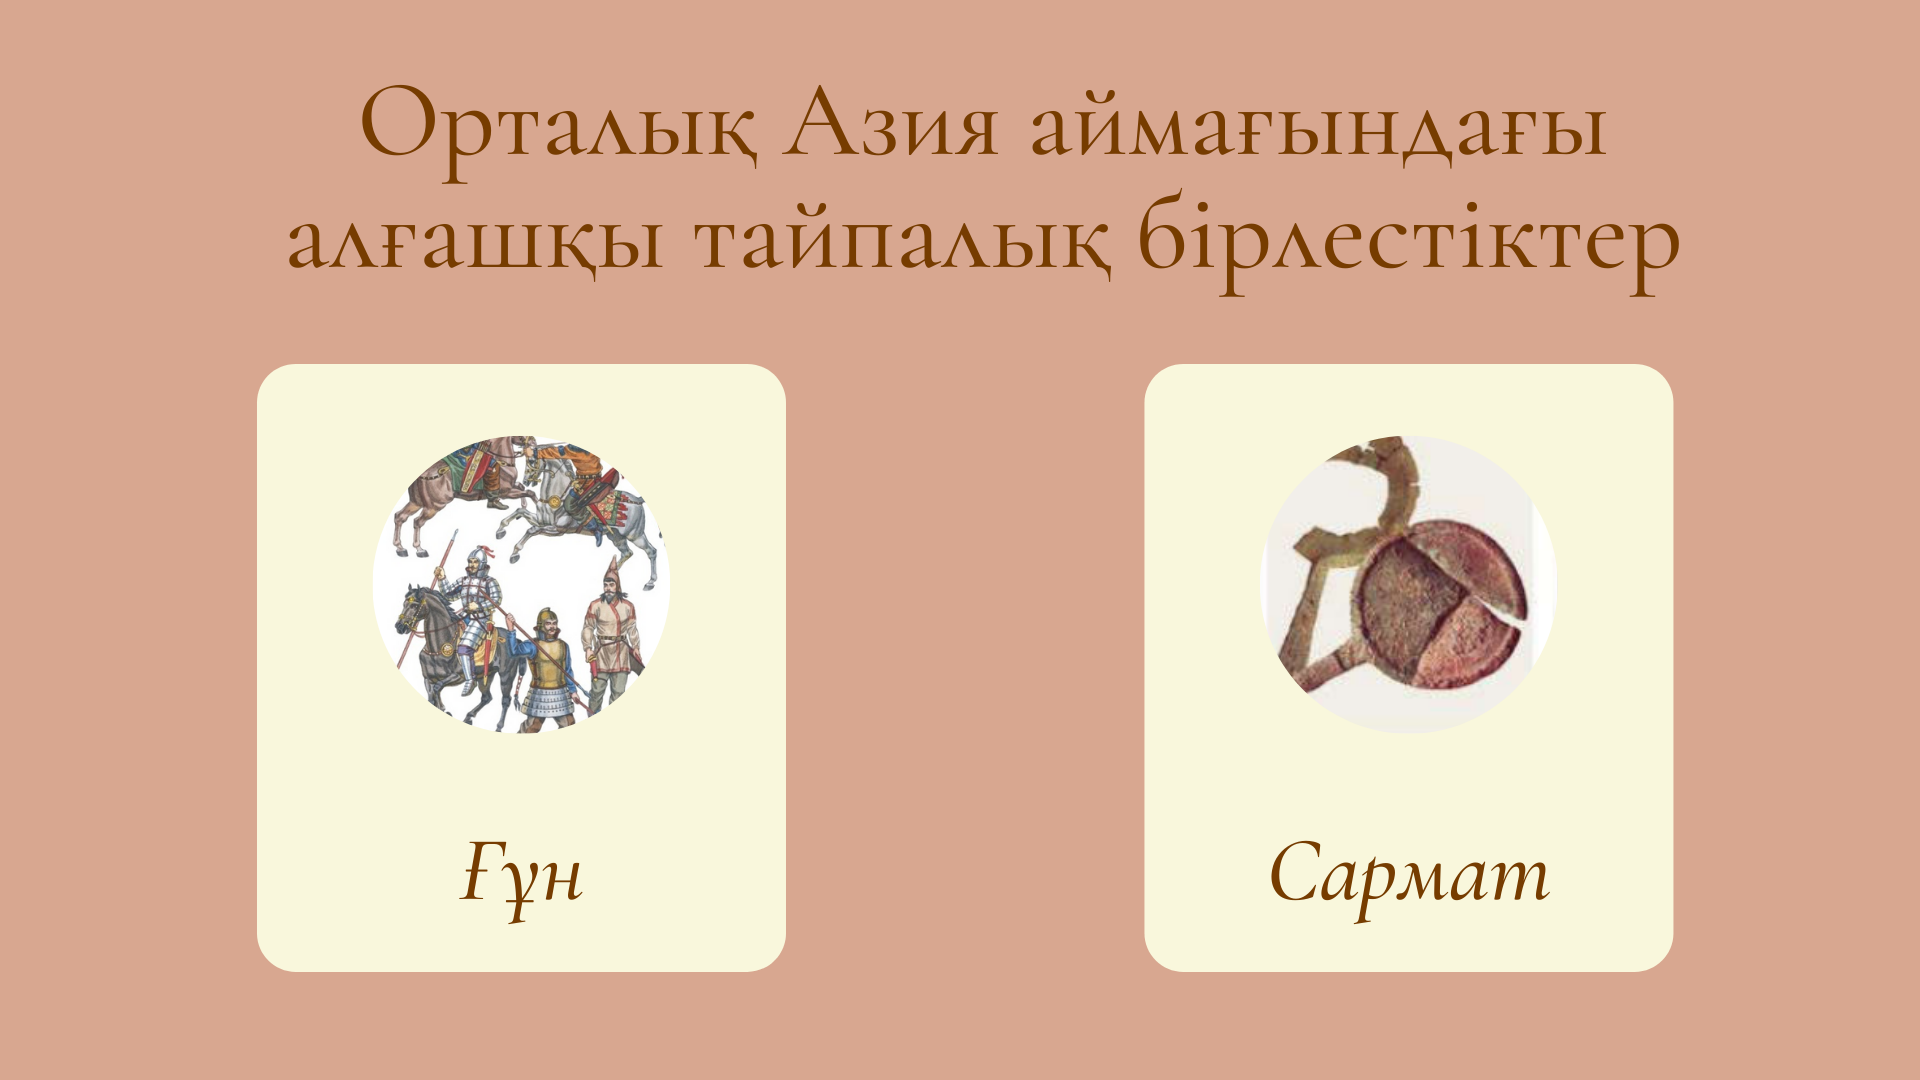 Орталық Азия аймағындағы
алғашқы тайпалық бірлестіктер
Ғұн
Сармат